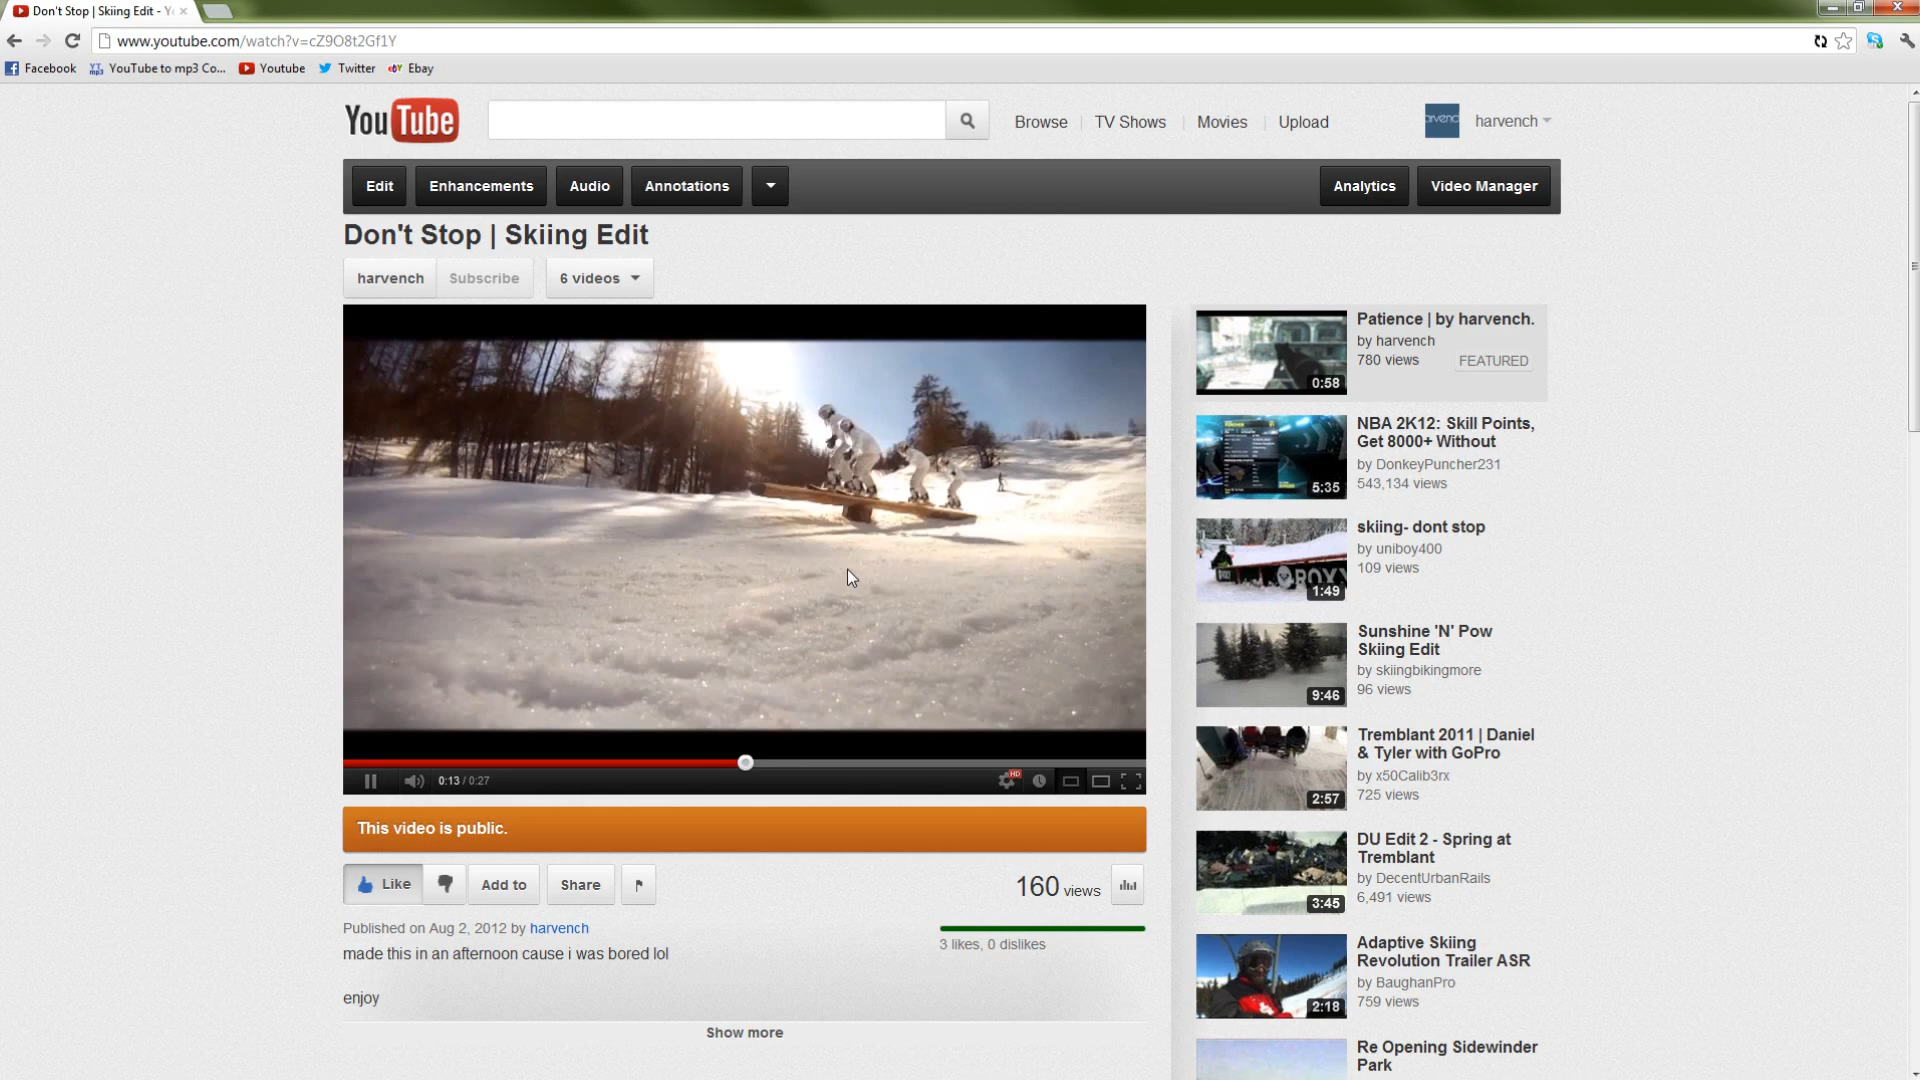 Don't Stop | Skiing Edit - Y
www.youtube.com/watch?v=cZ9O8t2Gf1Y
Facebook YouTube to mp3 Co... Youtube Twitter Ebay
YouTube
Browse TV Shows Movies Upload
harvench
Edit Enhancements Audio Annotations Analytics Video Manager
Don't Stop | Skiing Edit
harvench Subscribe 6 videos
0:13 / 0:27
HD
This video is public.
Like Add to Share
160 views
Published on Aug 2, 2012 by harvench
3 likes, 0 dislikes
made this in an afternoon cause i was bored lol
enjoy
Show more
Patience | by harvench.
by harvench
780 views FEATURED
0:58
NBA 2K12: Skill Points,
Get 8000+ Without
by DonkeyPuncher231
543,134 views
5:35
skiing- dont stop
by uniboy400
109 views
ROXY
1:49
Sunshine 'N' Pow
Skiing Edit
by skiingbikingmore
96 views
9:46
Tremblant 2011 | Daniel
& Tyler with GoPro
by x50Calib3rx
725 views
2:57
DU Edit 2 - Spring at
Tremblant
by DecentUrbanRails
6,491 views
3:45
Adaptive Skiing
Revolution Trailer ASR
by BaughanPro
759 views
2:18
Re Opening Sidewinder
Park